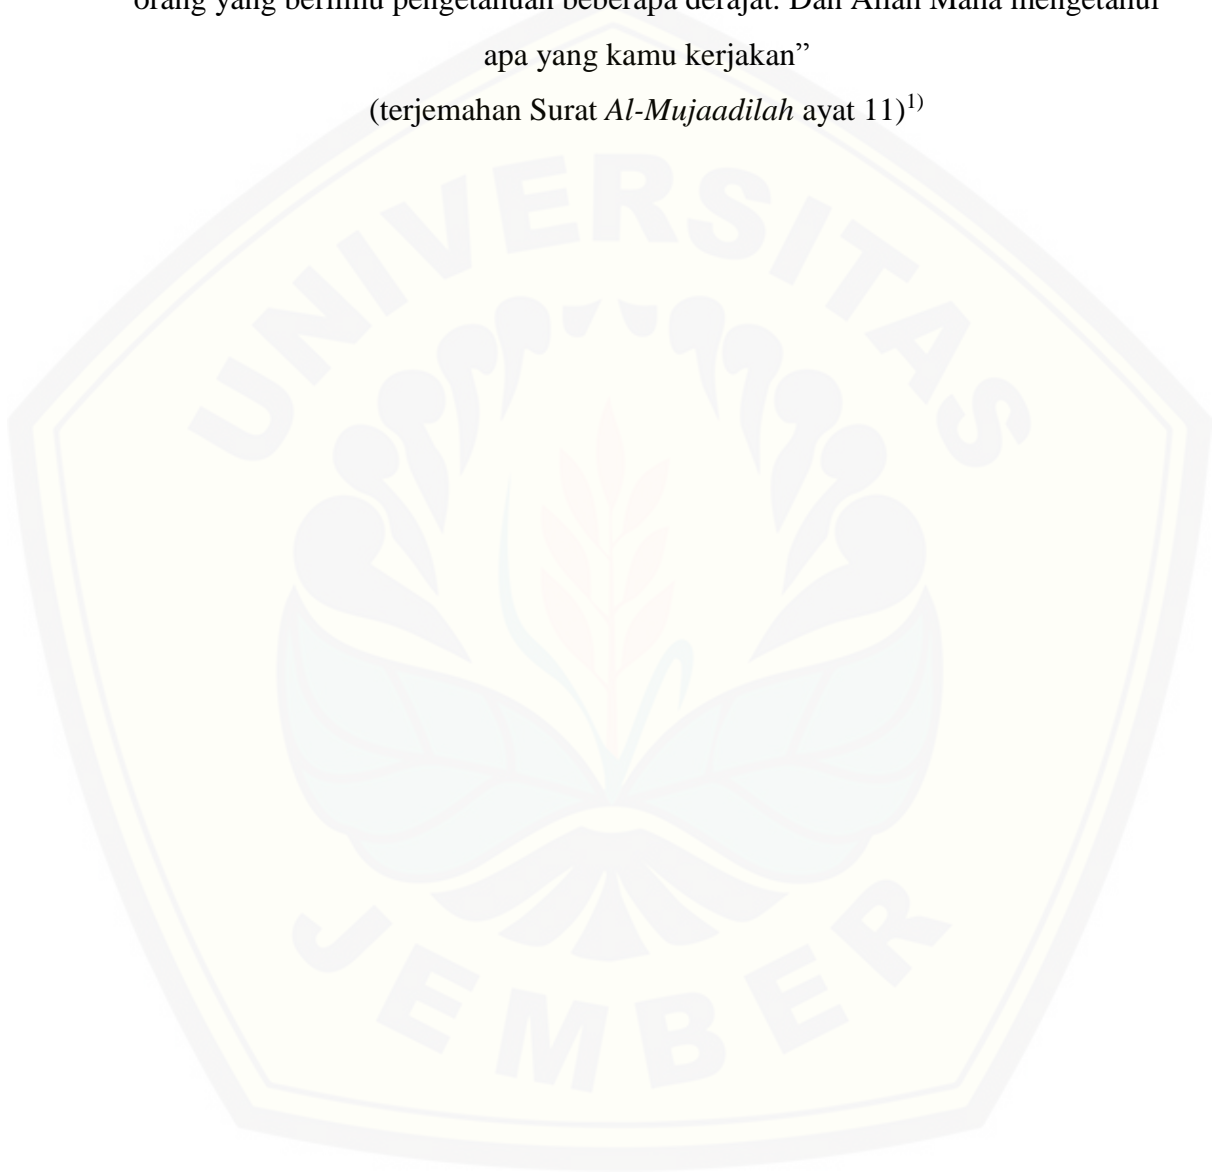 orang yang berilmu pengetahuan beberapa derajat. Dan Allah Maha mengetahui
apa yang kamu kerjakan”
(terjemahan Surat Al-Mujaadilah ayat 11)1)
UNIVERSITAS
JEMBER